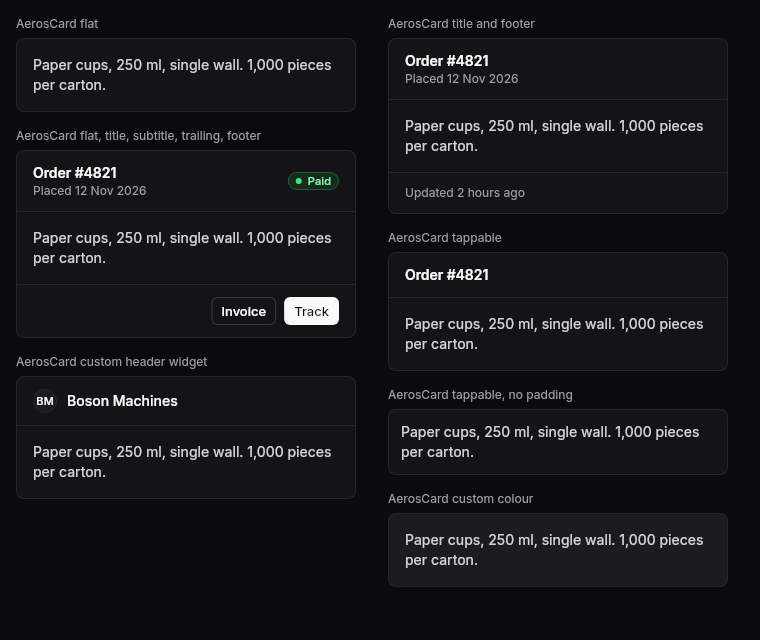 AerosCard flat
Paper cups, 250 ml, single wall. 1,000 pieces
per carton.
AerosCard flat, title, subtitle, trailing, footer
Order #4821
Placed 12 Nov 2026
Paid
Paper cups, 250 ml, single wall. 1,000 pieces
per carton.
Invoice
Track
AerosCard custom header widget
BM
Boson Machines
Paper cups, 250 ml, single wall. 1,000 pieces
per carton.
AerosCard title and footer
Order #4821
Placed 12 Nov 2026
Paper cups, 250 ml, single wall. 1,000 pieces
per carton.
Updated 2 hours ago
AerosCard tappable
Order #4821
Paper cups, 250 ml, single wall. 1,000 pieces
per carton.
AerosCard tappable, no padding
Paper cups, 250 ml, single wall. 1,000 pieces
per carton.
AerosCard custom colour
Paper cups, 250 ml, single wall. 1,000 pieces
per carton.